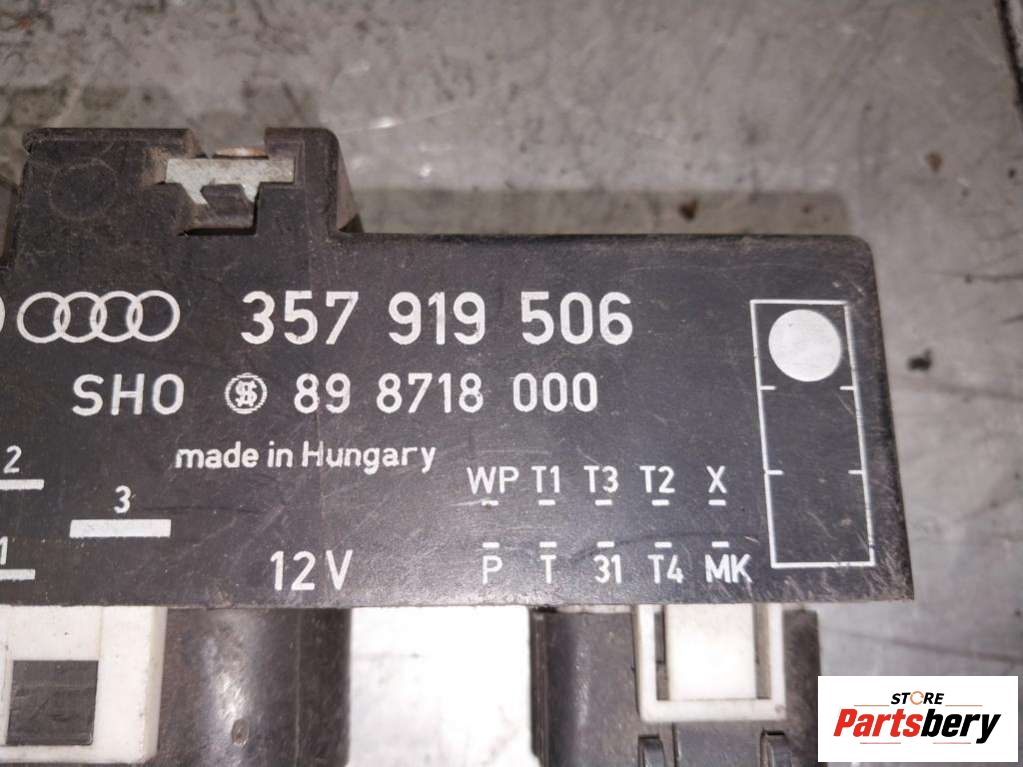 357 919 506
SHO 89 8718 000
made in Hungary
2
3
1
WP T1 T3 T2 X
12V P T 31 T4 MK
STORE
Partsbery